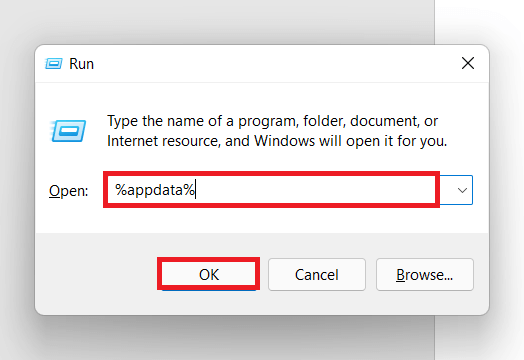 Run
Type the name of a program, folder, document, or
Internet resource, and Windows will open it for you.
Open: %appdata%
OK Cancel Browse...